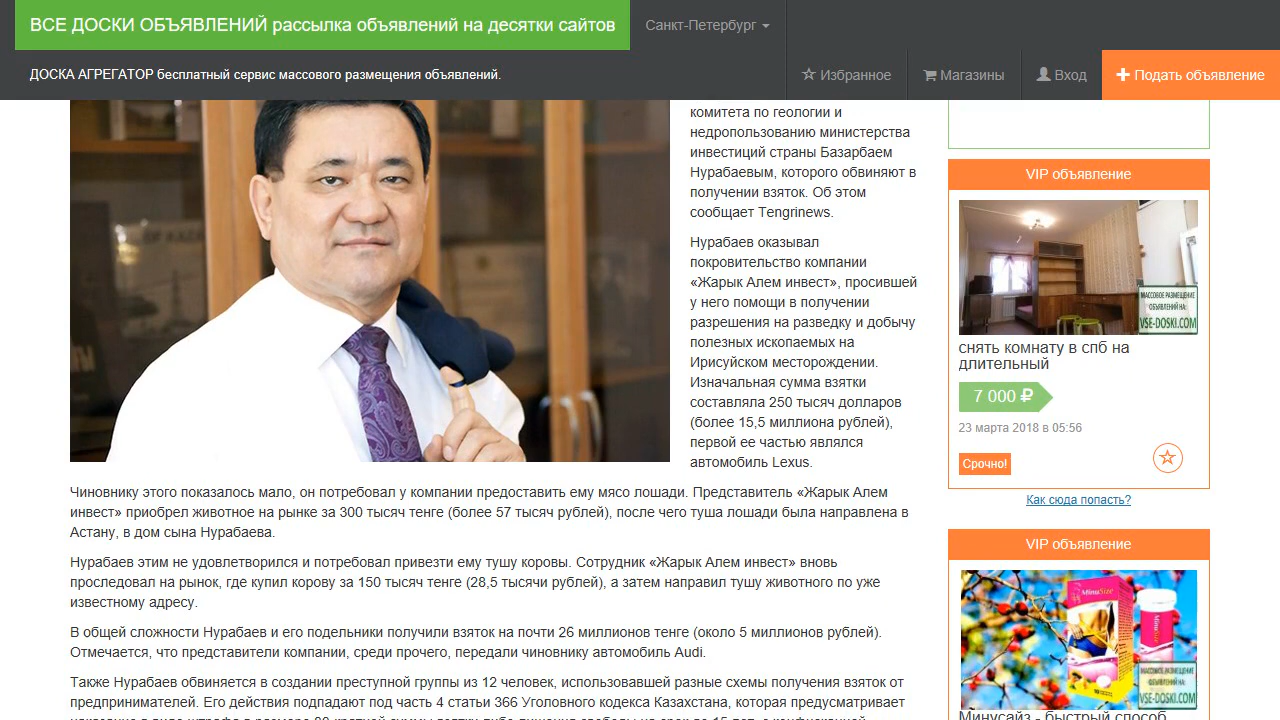 ВСЕ ДОСКИ ОБЪЯВЛЕНИЙ рассылка объявлений на десятки сайтов
Санкт-Петербург
ДОСКА АГРЕГАТОР бесплатный сервис массового размещения объявлений.
Избранное
Магазины
Вход
Подать объявление
комитета по геологии и
недропользованию министерства
инвестиций страны Базарбаем
Нурабаевым, которого обвиняют в
получении взяток. Об этом
сообщает Tengrinews.
Нурабаев оказывал
покровительство компании
«Жарык Алем инвест», просившей
у него помощи в получении
разрешения на разведку и добычу
полезных ископаемых на
Ирисуйском месторождении.
Изначальная сумма взятки
составляла 250 тысяч долларов
(более 15,5 миллиона рублей),
первой ее частью являлся
автомобиль Lexus.
Чиновнику этого показалось мало, он потребовал у компании предоставить ему мясо лошади. Представитель «Жарык Алем
инвест» приобрел животное на рынке за 300 тысяч тенге (более 57 тысяч рублей), после чего туша лошади была направлена в
Астану, в дом сына Нурабаева.
Нурабаев этим не удовлетворился и потребовал привезти ему тушу коровы. Сотрудник «Жарык Алем инвест» вновь
проследовал на рынок, где купил корову за 150 тысяч тенге (28,5 тысячи рублей), а затем направил тушу животного по уже
известному адресу.
В общей сложности Нурабаев и его подельники получили взяток на почти 26 миллионов тенге (около 5 миллионов рублей).
Отмечается, что представители компании, среди прочего, передали чиновнику автомобиль Audi.
Также Нурабаев обвиняется в создании преступной группы из 12 человек, использовавшей разные схемы получения взяток от
предпринимателей. Его действия подпадают под часть 4 статьи 366 Уголовного кодекса Казахстана, которая предусматривает
VIP объявление
МАССОВОЕ РАЗМЕЩЕНИЕ
ОБЪЯВЛЕНИЙ НА:
VSE-DOSKI.COM
снять комнату в спб на
длительный
7 000 ₽
23 марта 2018 в 05:56
Срочно!
Как сюда попасть?
VIP объявление
MinuSize
МАССОВОЕ РАЗМЕЩЕНИЕ
ОБЪЯВЛЕНИЙ НА:
VSE-DOSKI.COM
Минусайз - быстрый способ